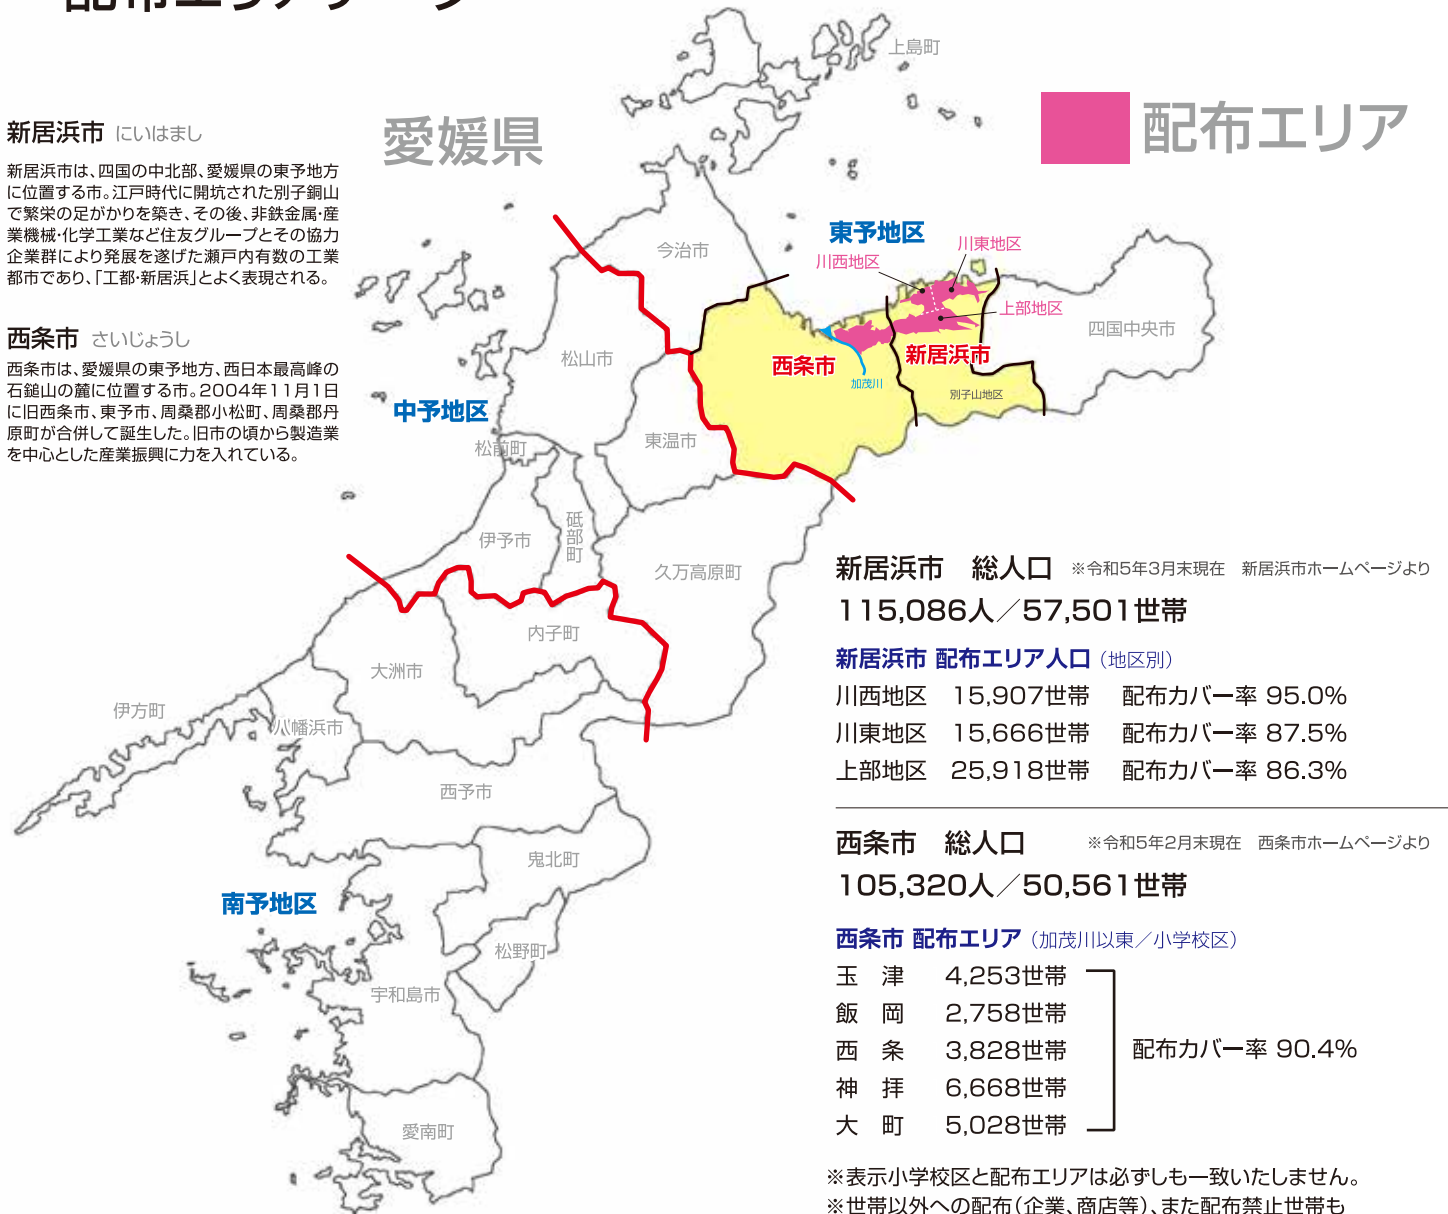 愛媛県
配布エリア
新居浜市 にいはまし
新居浜市は、四国の中北部、愛媛県の東予地方
に位置する市。江戸時代に開坑された別子銅山
で繁栄の足がかりを築き、その後、非鉄金属・産
業機械・化学工業など住友グループとその協力
企業群により発展を遂げた瀬戸内有数の工業
都市であり、「工都・新居浜」とよく表現される。
西条市 さいじょうし
西条市は、愛媛県の東予地方、西日本最高峰の
石鎚山の麓に位置する市。2004年11月1日
に旧西条市、東予市、周桑郡小松町、周桑郡丹
原町が合併して誕生した。旧市の頃から製造業
を中心とした産業振興に力を入れている。
上島町
今治市
東予地区
川東地区
川西地区
上部地区
四国中央市
松山市
西条市
新居浜市
加茂川
別子山地区
中予地区
松前町
東温市
伊予市
砥部町
久万高原町
内子町
大洲市
伊方町
八幡浜市
西予市
鬼北町
南予地区
松野町
宇和島市
愛南町
新居浜市 総人口 ※令和5年3月末現在 新居浜市ホームページより
115,086人/57,501世帯
新居浜市 配布エリア人口(地区別)
川西地区 15,907世帯 配布カバー率 95.0%
川東地区 15,666世帯 配布カバー率 87.5%
上部地区 25,918世帯 配布カバー率 86.3%
西条市 総人口 ※令和5年2月末現在 西条市ホームページより
105,320人/50,561世帯
西条市 配布エリア(加茂川以東/小学校区)
玉 津 4,253世帯
飯 岡 2,758世帯
西 条 3,828世帯
配布カバー率 90.4%
神 拝 6,668世帯
大 町 5,028世帯
※表示小学校区と配布エリアは必ずしも一致いたしません。
※世帯以外への配布(企業、商店等)、また配布禁止世帯も